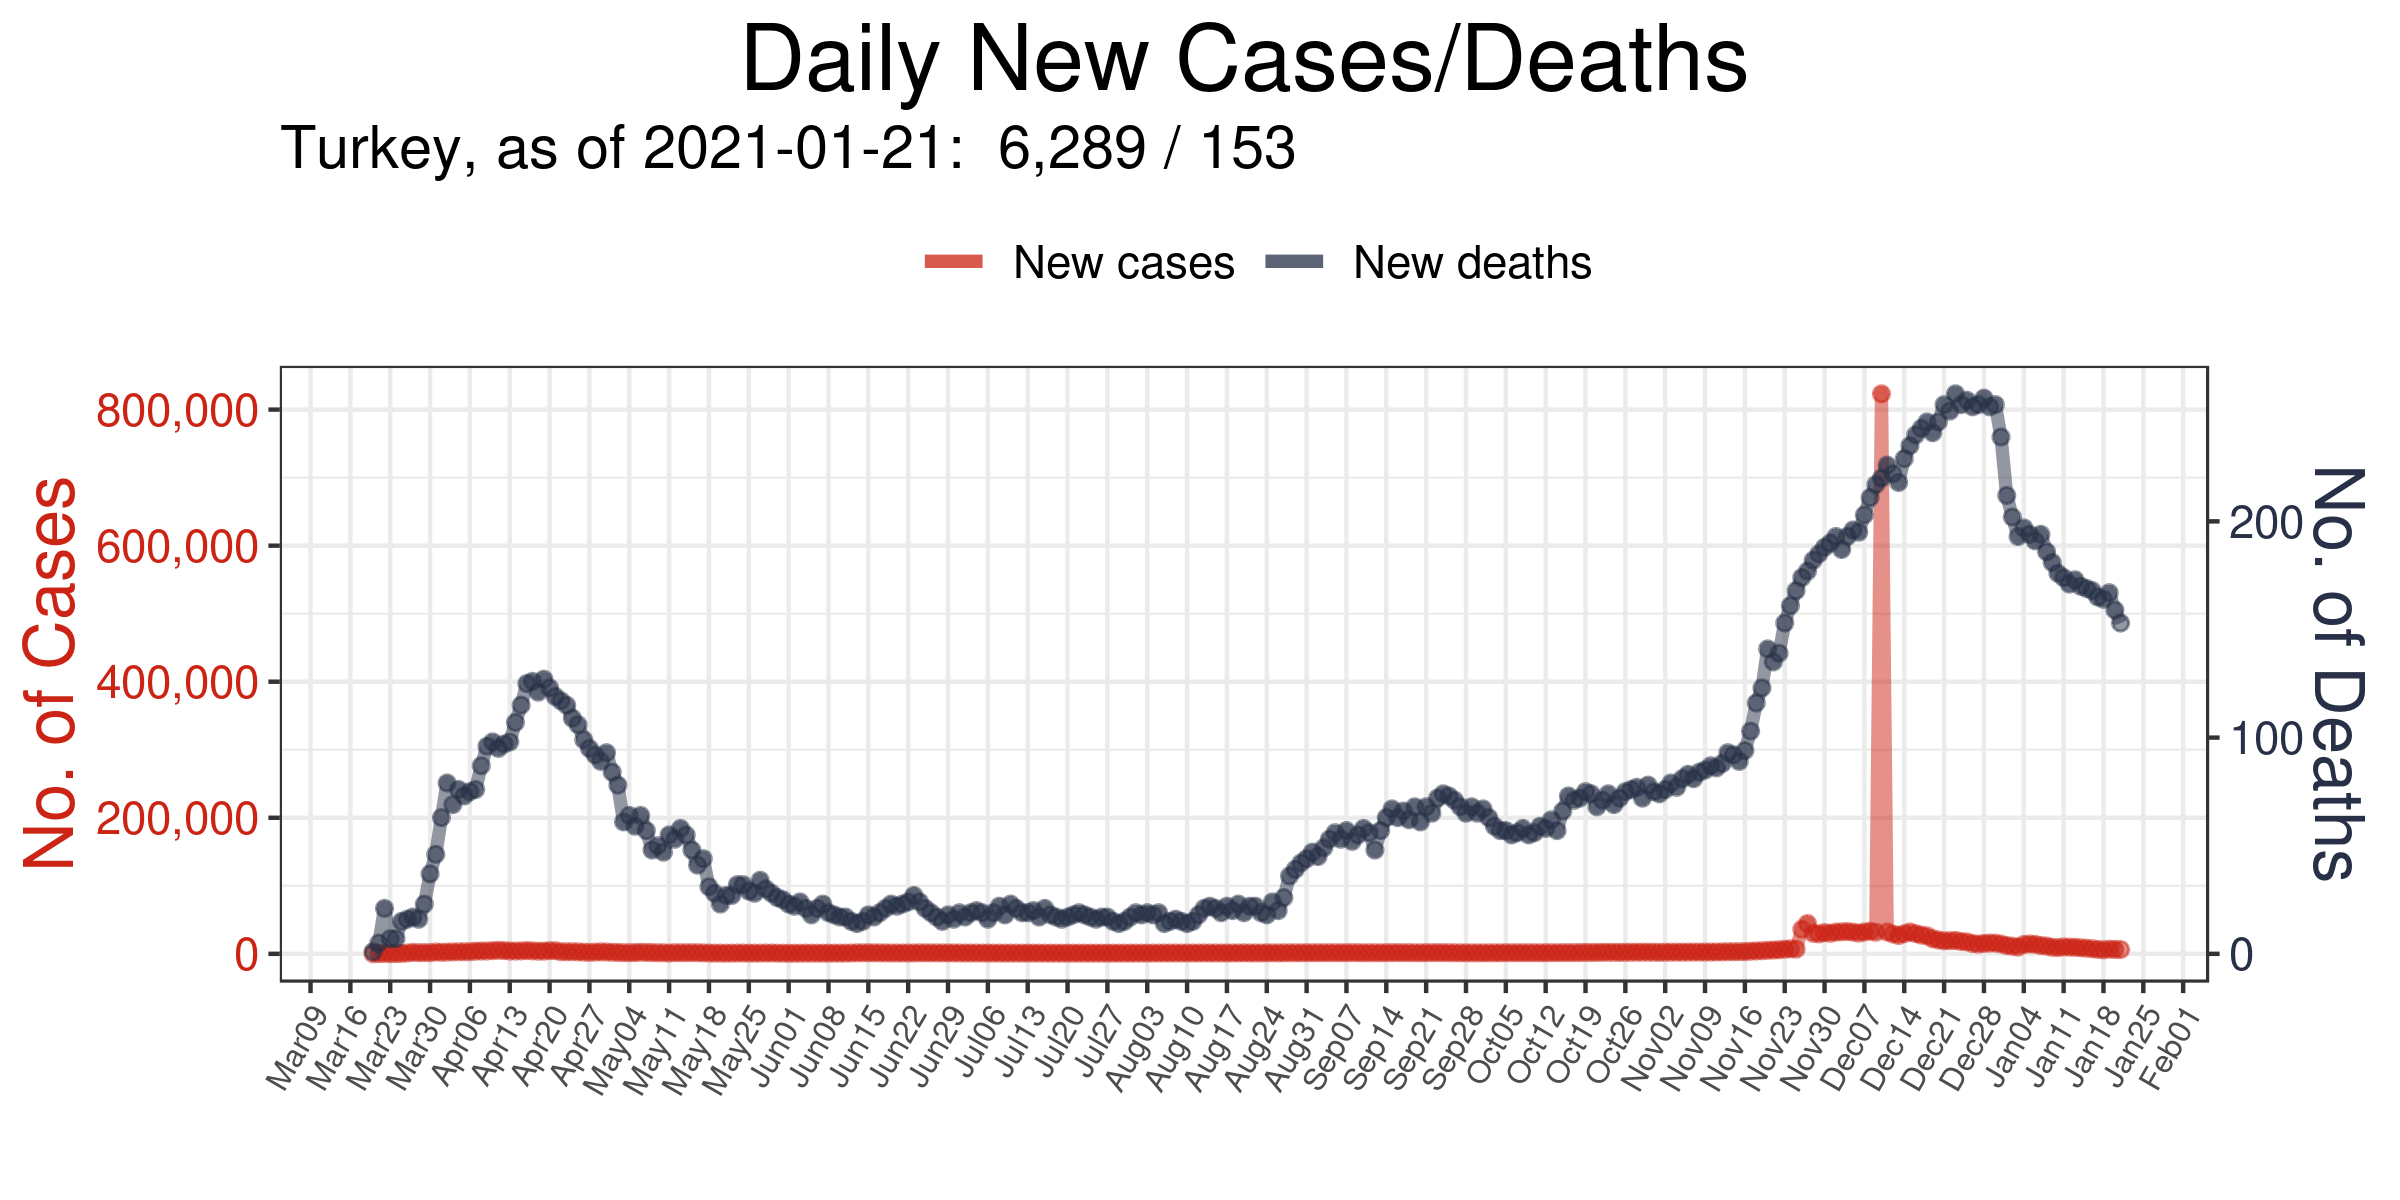 Daily New Cases/Deaths
Turkey, as of 2021-01-21:  6,289 / 153
New cases New deaths
No. of Cases
800,000
600,000
400,000
200,000
0
200
100
0
No. of Deaths
Mar09 Mar16 Mar23 Mar30 Apr06 Apr13 Apr20 Apr27 May04 May11 May18 May25 Jun01 Jun08 Jun15 Jun22 Jun29 Jul06 Jul13 Jul20 Jul27 Aug03 Aug10 Aug17 Aug24 Aug31 Sep07 Sep14 Sep21 Sep28 Oct05 Oct12 Oct19 Oct26 Nov02 Nov09 Nov16 Nov23 Nov30 Dec07 Dec14 Dec21 Dec28 Jan04 Jan11 Jan18 Jan25 Feb01